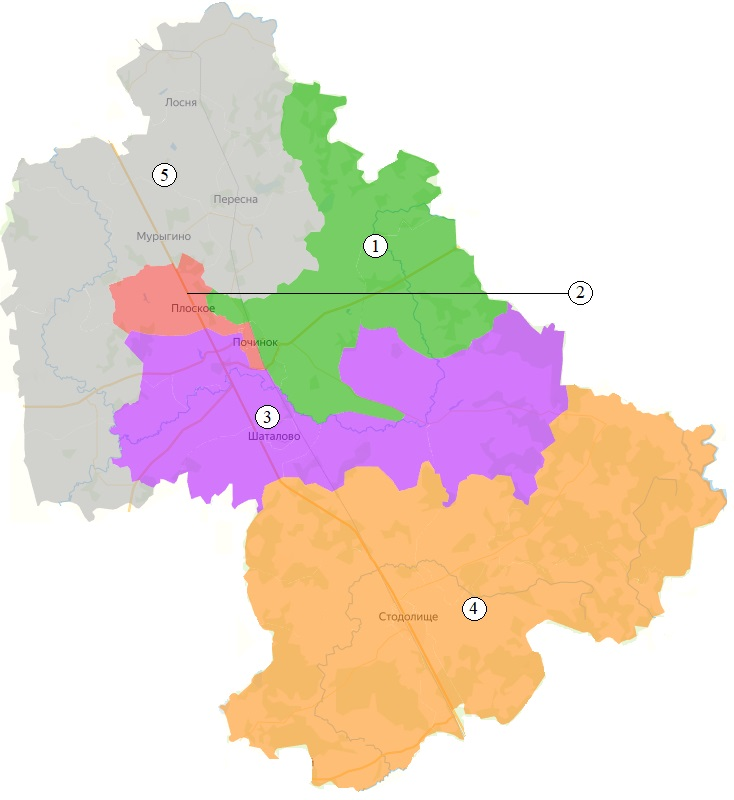 Лосня
5
Пересна
Мурыгино
1
2
Плоское
Починок
3
Шаталово
4
Стодолище